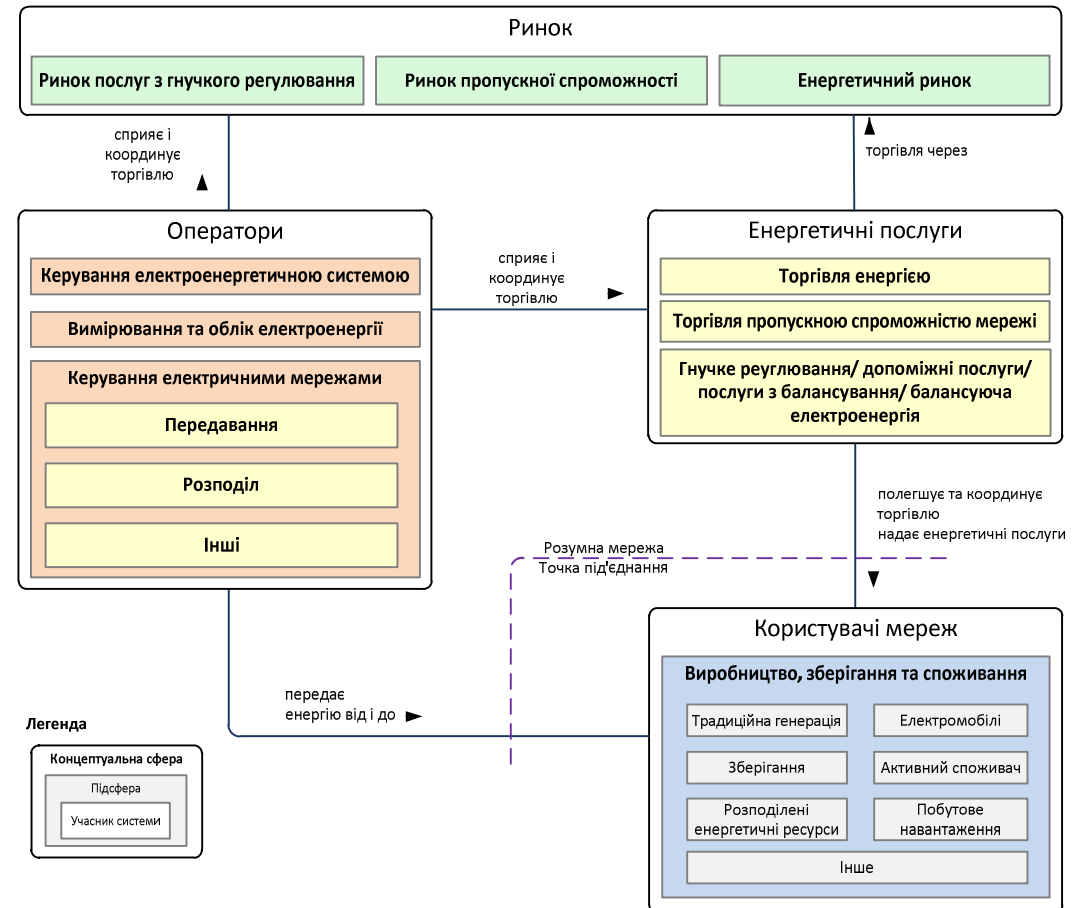 Ринок
Ринок послуг з гнучкого регулювання
Ринок пропускної спроможності
Енергетичний ринок
сприяє і
координує
торгівлю
торгівля через
Оператори
Керування електроенергетичною системою
Вимірювання та облік електроенергії
Керування електричними мережами
Передавання
Розподіл
Інші
сприяє і
координує
торгівлю
Енергетичні послуги
Торгівля енергією
Торгівля пропускною спроможністю мережі
Гнучке реуглювання/ допоміжні послуги/
послуги з балансування/ балансуюча
електроенергія
полегшує та координує
торгівлю
надає енергетичні послуги
Розумна мережа
Точка під'єднання
передає
енергію від і до
Користувачі мереж
Виробництво, зберігання та споживання
Традиційна генерація
Електромобілі
Зберігання
Активний споживач
Розподілені
енергетичні ресурси
Побутове
навантаження
Інше
Легенда
Концептуальна сфера
Підсфера
Учасник системи